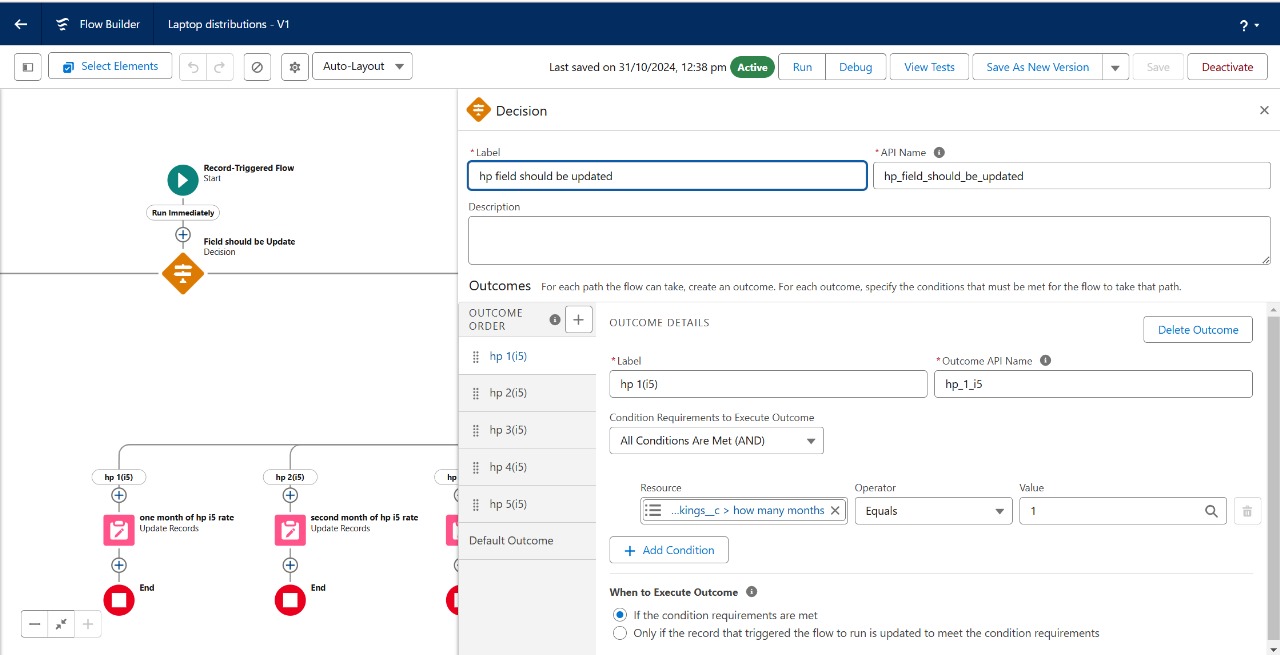 Flow Builder
Laptop distributions - V1
?
Select Elements
Auto-Layout
Last saved on 31/10/2024, 12:38 pm
Active
Run
Debug
View Tests
Save As New Version
Save
Deactivate
Record-Triggered Flow
Start
Run Immediately
Field should be Update
Decision
hp 1(i5)
hp 2(i5)
hp
one month of hp i5 rate
Update Records
second month of hp i5 rate
Update Records
End
End
Decision
*Label
*API Name
hp field should be updated
hp_field_should_be_updated
Description
Outcomes
For each path the flow can take, create an outcome. For each outcome, specify the conditions that must be met for the flow to take that path.
OUTCOME
ORDER
hp 1(i5)
hp 2(i5)
hp 3(i5)
hp 4(i5)
hp 5(i5)
Default Outcome
OUTCOME DETAILS
Delete Outcome
*Label
*Outcome API Name
hp 1(i5)
hp_1_i5
Condition Requirements to Execute Outcome
All Conditions Are Met (AND)
Resource
Operator
Value
...kings__c > how many months
Equals
1
Add Condition
When to Execute Outcome
If the condition requirements are met
Only if the record that triggered the flow to run is updated to meet the condition requirements